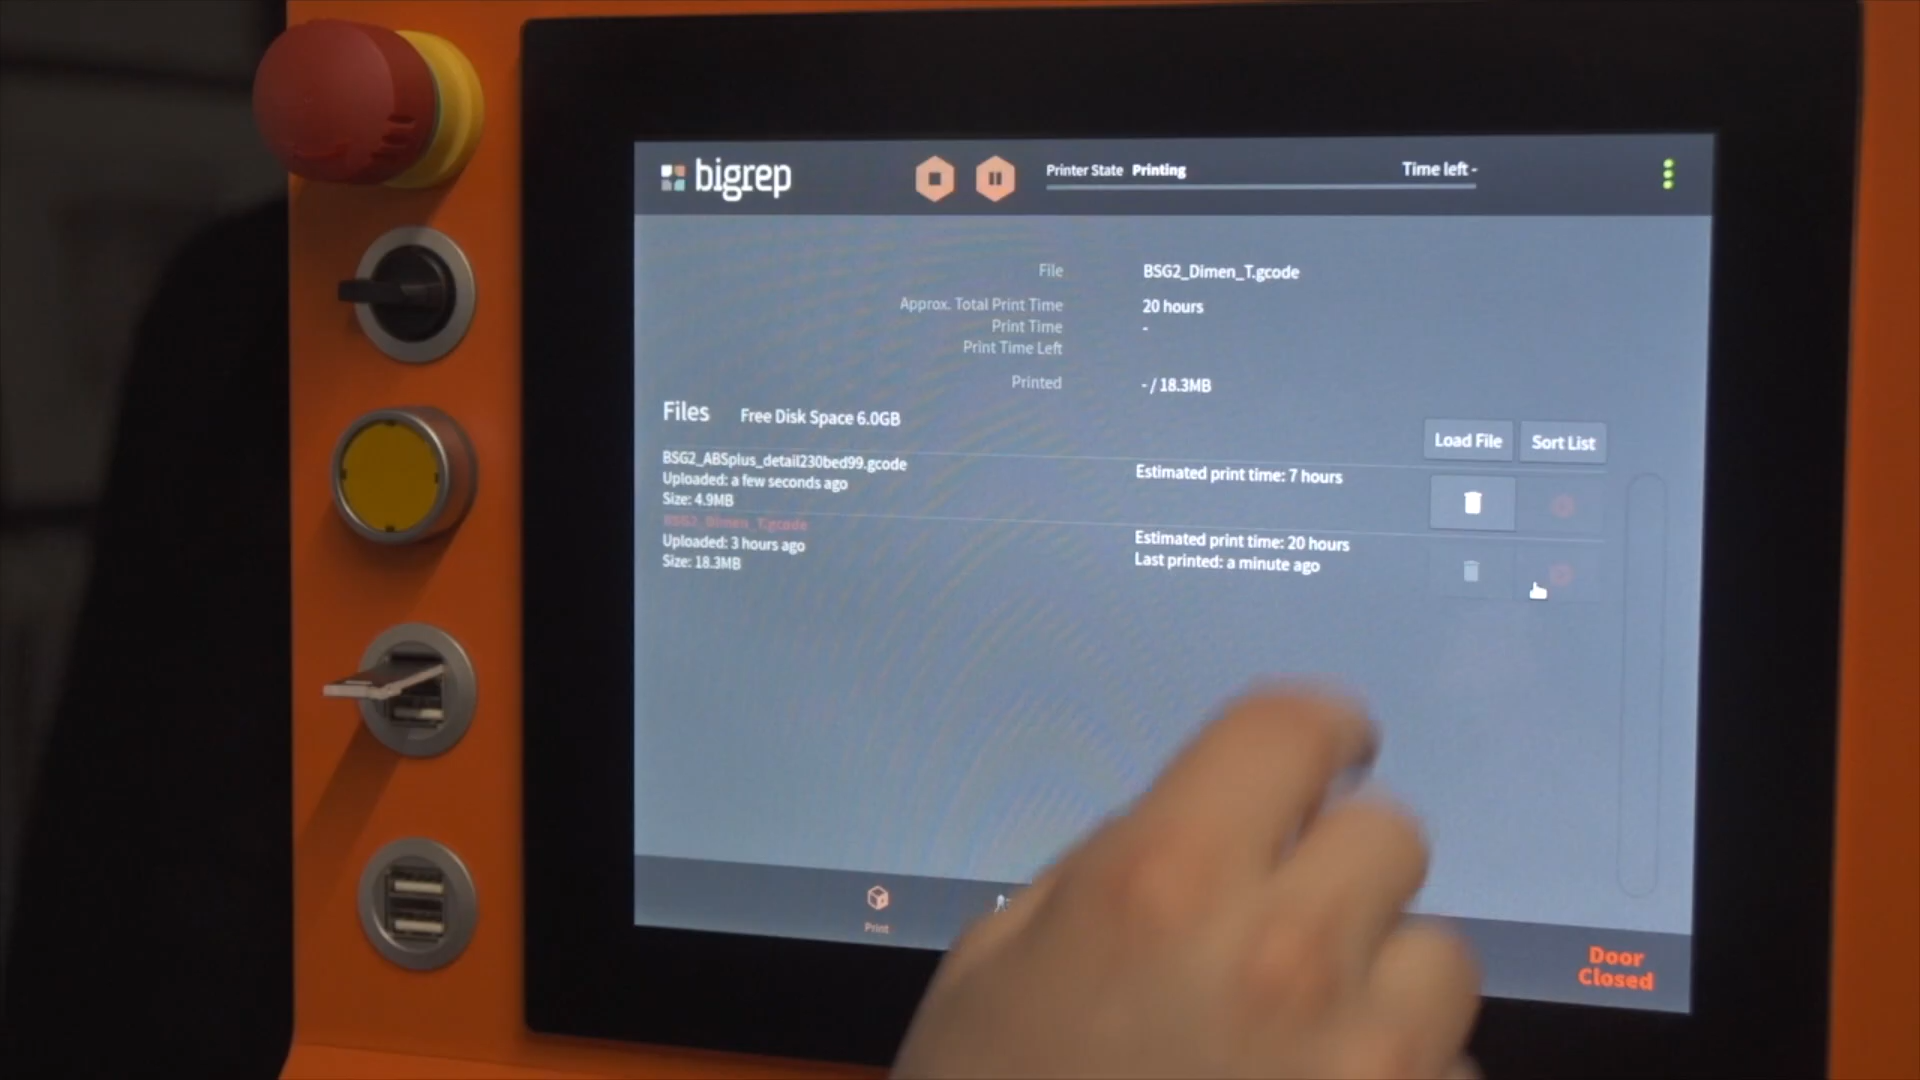 bigrep
Printer State Printing
Time left -
File BSG2_Dimen_T.gcode
Approx. Total Print Time 20 hours
Print Time -
Print Time Left
Printed - / 18.3MB
Files Free Disk Space 6.0GB
Load File Sort List
BSG2_ABSplus_detail230bed99.gcode
Uploaded: a few seconds ago
Size: 4.9MB
Estimated print time: 7 hours
BSG2_Dimen_T.gcode
Uploaded: 3 hours ago
Size: 18.3MB
Estimated print time: 20 hours
Last printed: a minute ago
Print
Door
Closed